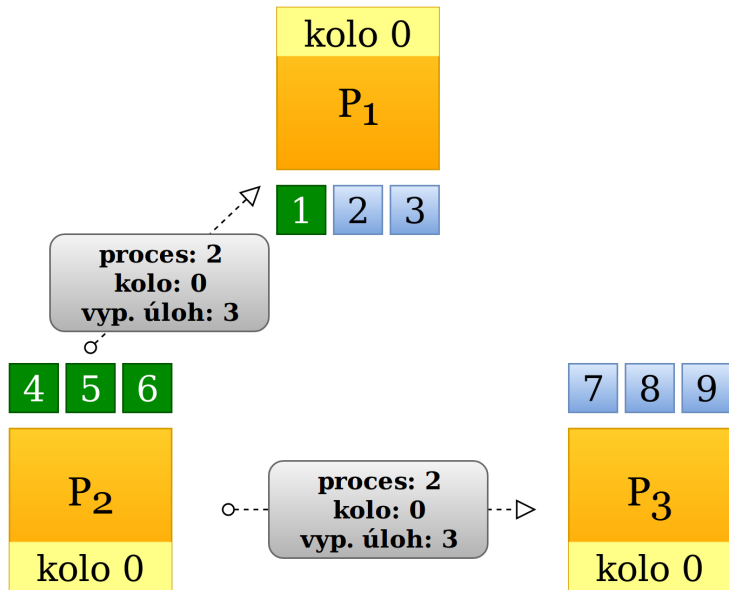 kolo 0
P1
1 2 3
proces: 2
kolo: 0
vyp. úloh: 3
4 5 6
7 8 9
P2
proces: 2
kolo: 0
vyp. úloh: 3
P3
kolo 0
kolo 0